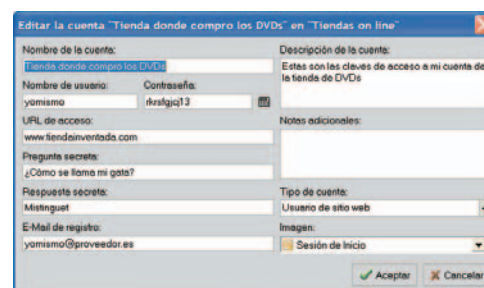 Editar la cuenta "Tienda donde compro los DVDs" en "Tiendas on line"
Nombre de la cuenta:
Tienda donde compro los DVDs
Nombre de usuario: Contraseña:
yomismo rkrsfgjq13
URL de acceso:
www.tiendainventada.com
Pregunta secreta:
¿Cómo se llama mi gata?
Respuesta secreta:
Mistinguet
E-Mail de registro:
yomismo@proveedor.es
Descripción de la cuenta:
Estas son las claves de acceso a mi cuenta de
la tienda de DVDs
Notas adicionales:
Tipo de cuenta:
Usuario de sitio web
Imagen:
Sesión de Inicio
Aceptar Cancelar